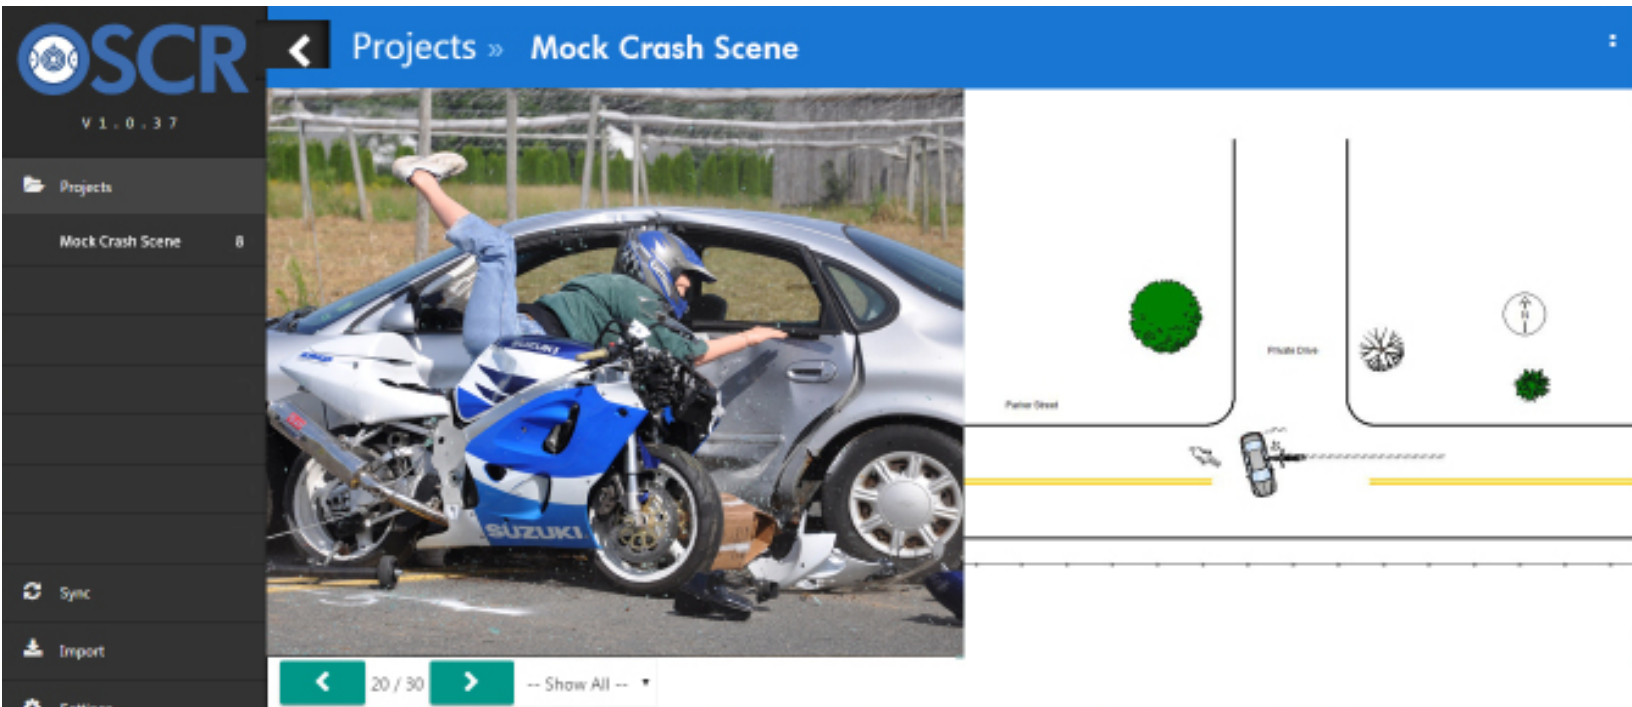 OSCR
V1.0.37
Projects » Mock Crash Scene
Projects
Mock Crash Scene 8
Sync
Import
Settings
SUZUKI
SUZUKI
Private Drive
Parker Street
N
20 / 30
-- Show All --